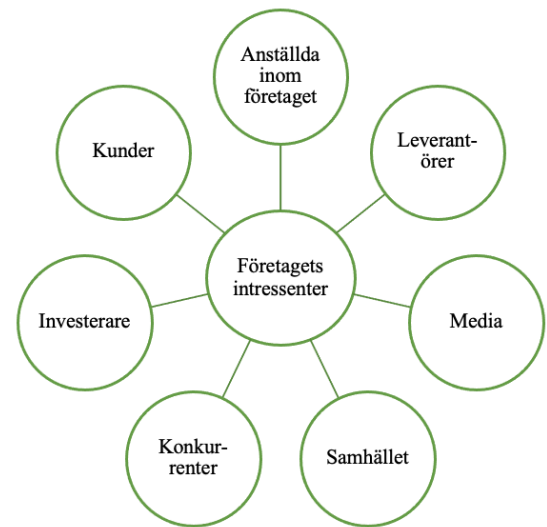 Anställda
inom
företaget
Leverant-
örer
Media
Samhället
Konkur-
renter
Investerare
Kunder
Företagets
intressenter